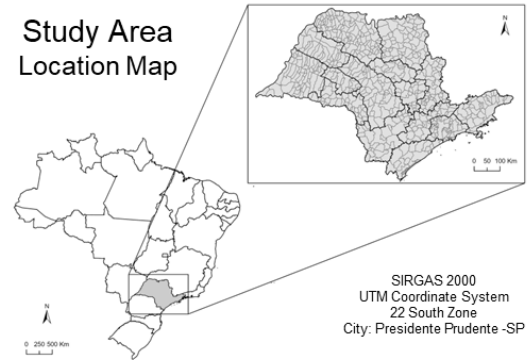 Study Area
Location Map
N
0 50 100 Km
N
0 250 500 Km
SIRGAS 2000
UTM Coordinate System
22 South Zone
City: Presidente Prudente -SP